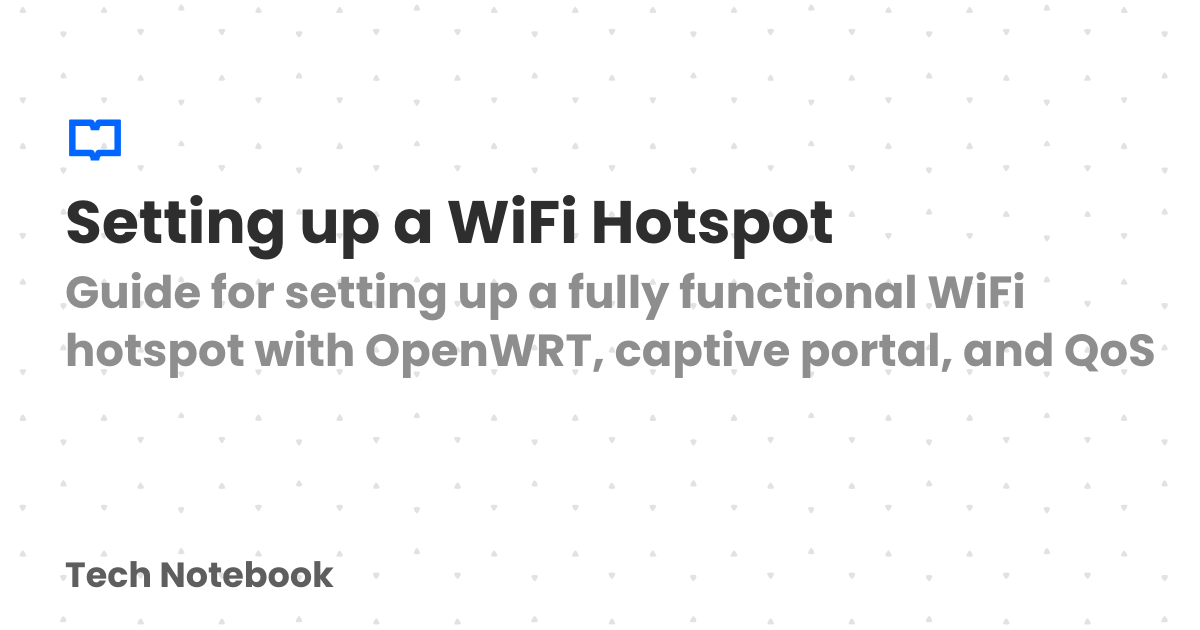 Setting up a WiFi Hotspot
Guide for setting up a fully functional WiFi
hotspot with OpenWRT, captive portal, and QoS
Tech Notebook